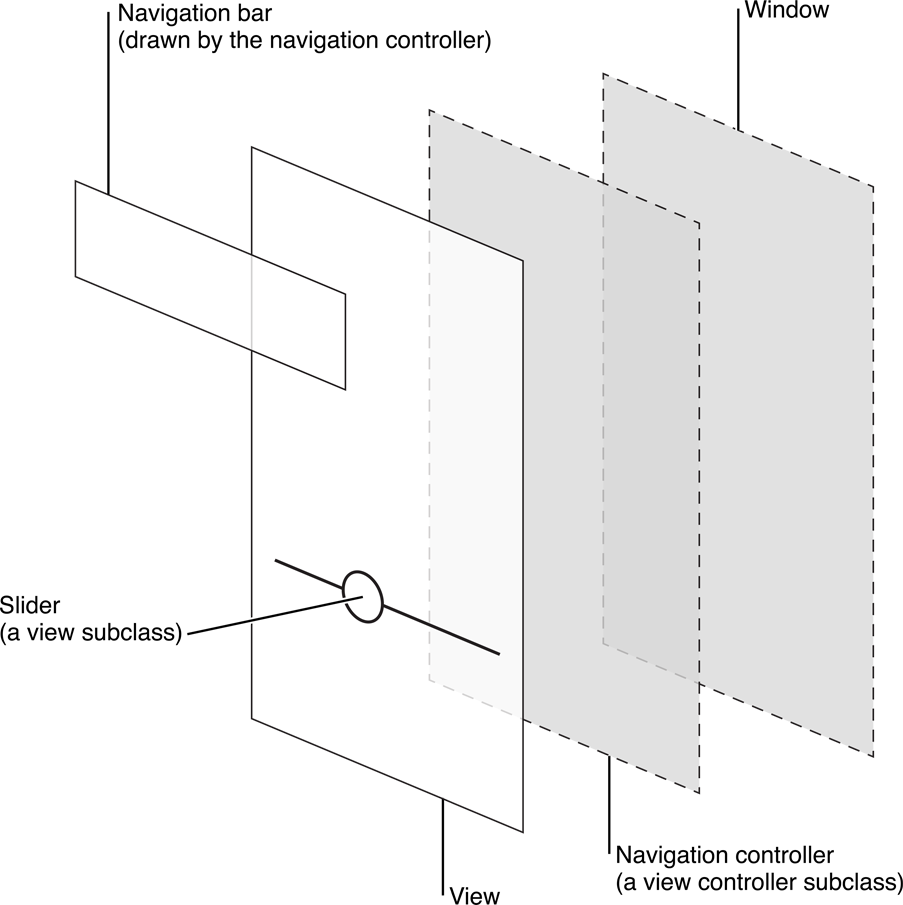 Navigation bar
(drawn by the navigation controller)
Window
Slider
(a view subclass)
Navigation controller
(a view controller subclass)
View